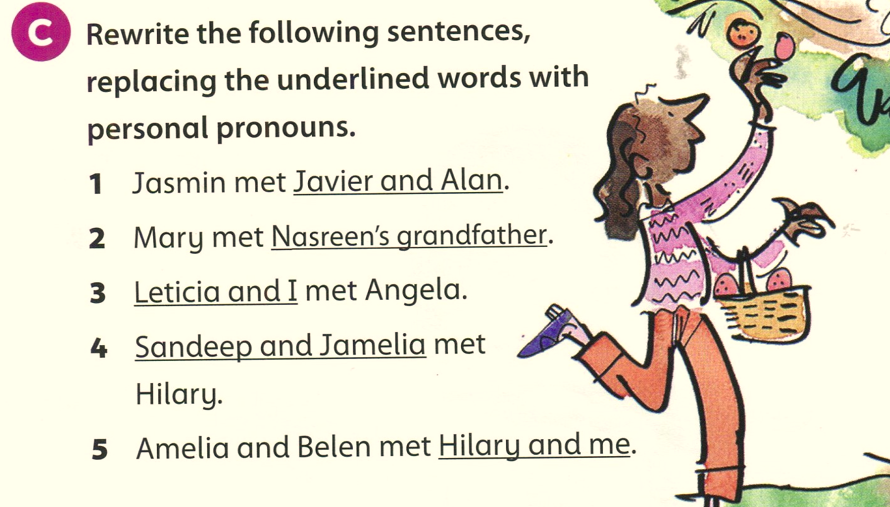 C Rewrite the following sentences,
replacing the underlined words with
personal pronouns.
1 Jasmin met Javier and Alan.
2 Mary met Nasreen's grandfather.
3 Leticia and I met Angela.
4 Sandeep and Jamelia met
Hilary.
5 Amelia and Belen met Hilary and me.